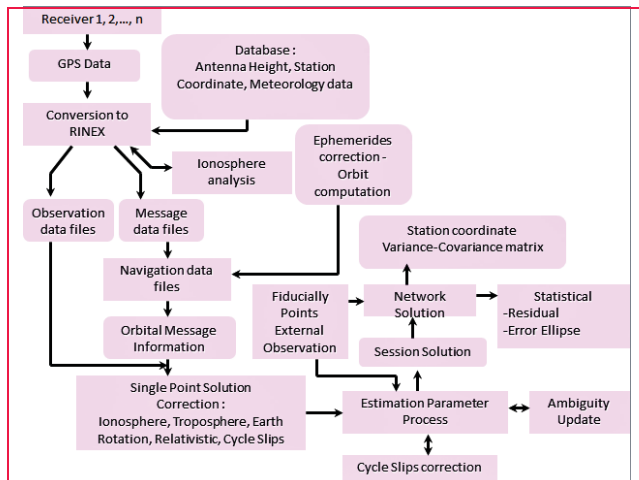 Receiver 1, 2,..., n
GPS Data
Database :
Antenna Height, Station
Coordinate, Meteorology data
Conversion to
RINEX
Ionosphere
analysis
Ephemerides
correction -
Orbit
computation
Observation
data files
Message
data files
Station coordinate
Variance-Covariance matrix
Navigation data
files
Fiducially
Points
External
Observation
Network
Solution
Statistical
-Residual
-Error Ellipse
Orbital Message
Information
Session Solution
Single Point Solution
Correction :
Ionosphere, Troposphere, Earth
Rotation, Relativistic, Cycle Slips
Estimation Parameter
Process
Ambiguity
Update
Cycle Slips correction